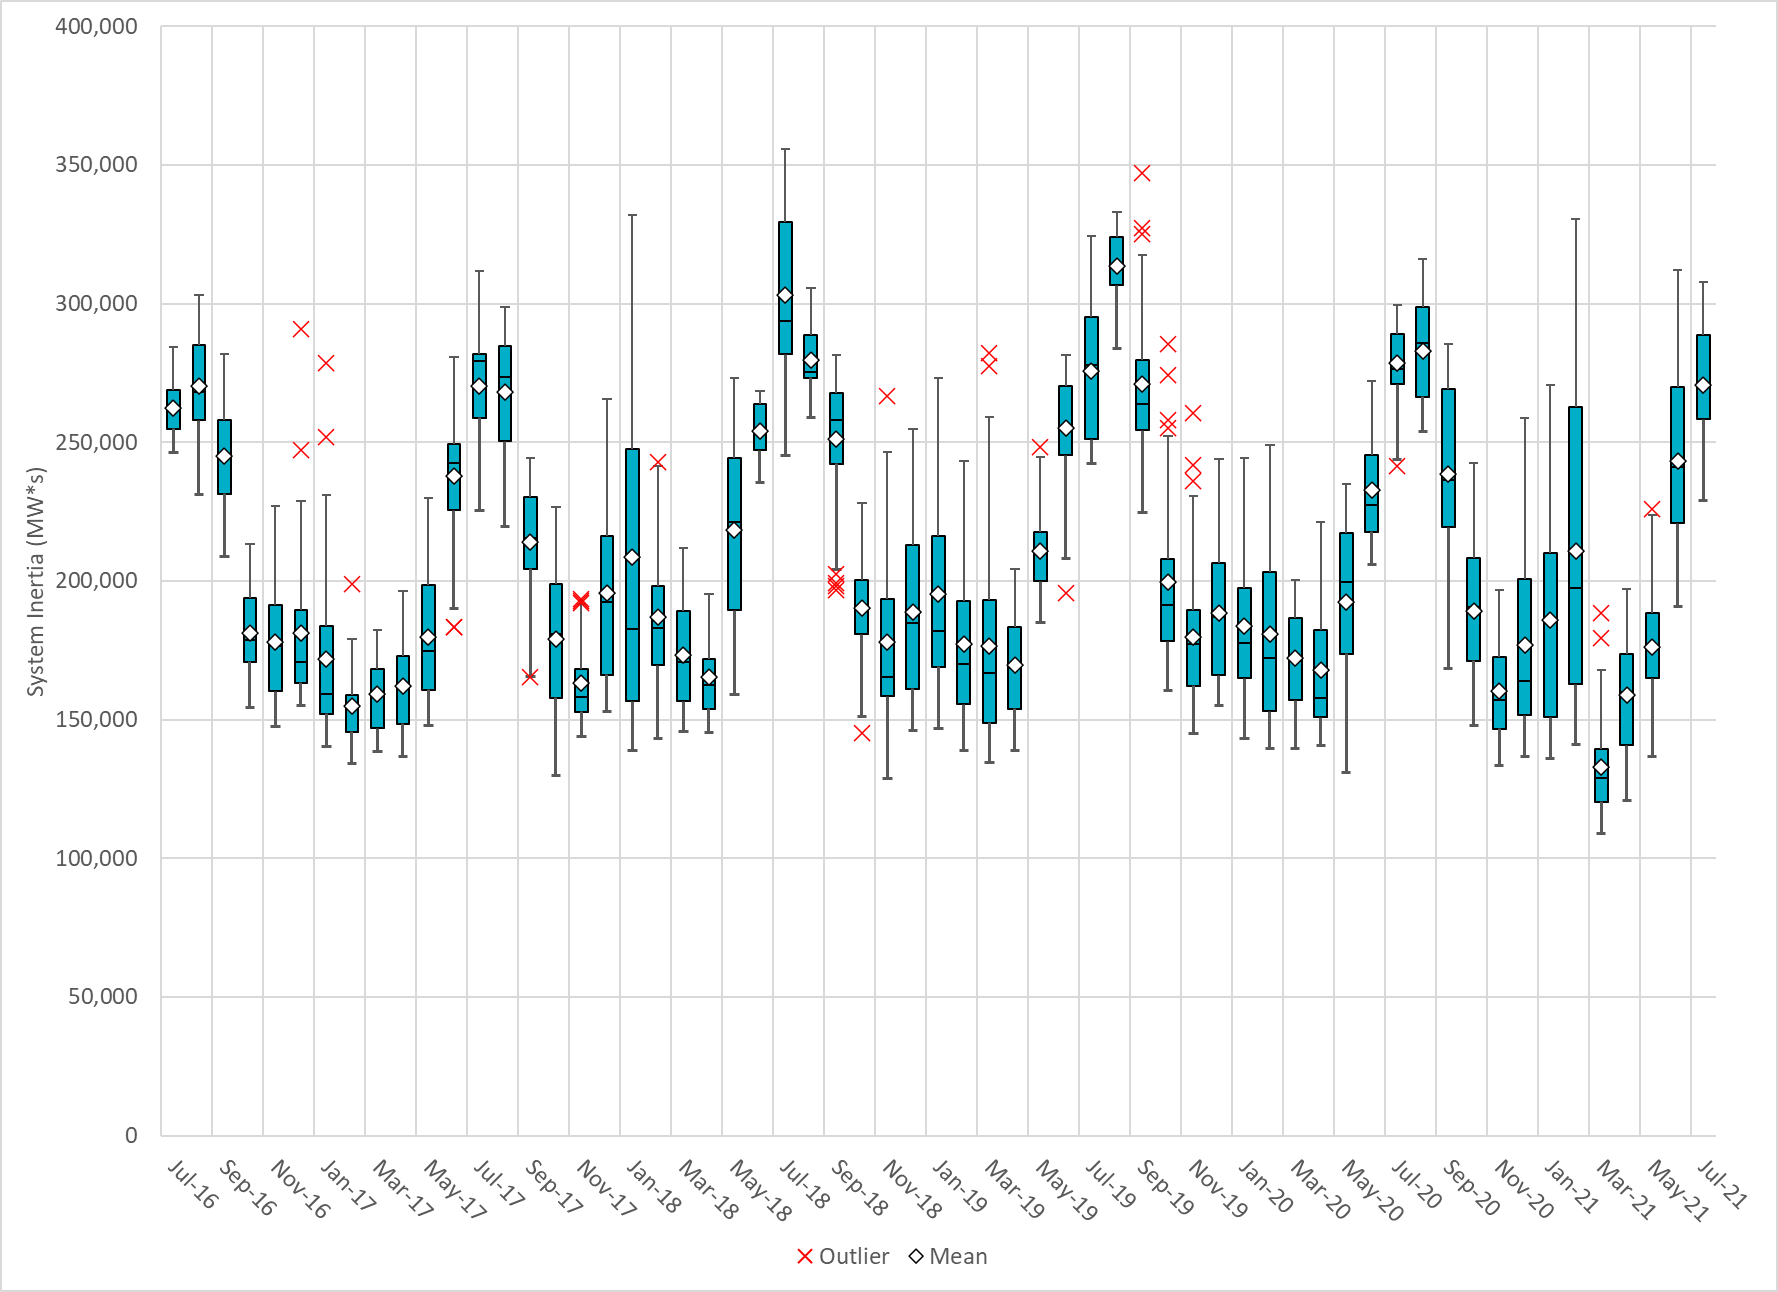 400,000
350,000
300,000
250,000
200,000
150,000
100,000
50,000
0
System Inertia (MW*s)
Jul-16
Sep-16
Nov-16
Jan-17
Mar-17
May-17
Jul-17
Sep-17
Nov-17
Jan-18
Mar-18
May-18
Jul-18
Sep-18
Nov-18
Jan-19
Mar-19
May-19
Jul-19
Sep-19
Nov-19
Jan-20
Mar-20
May-20
Jul-20
Sep-20
Nov-20
Jan-21
Mar-21
May-21
Jul-21
Outlier
Mean